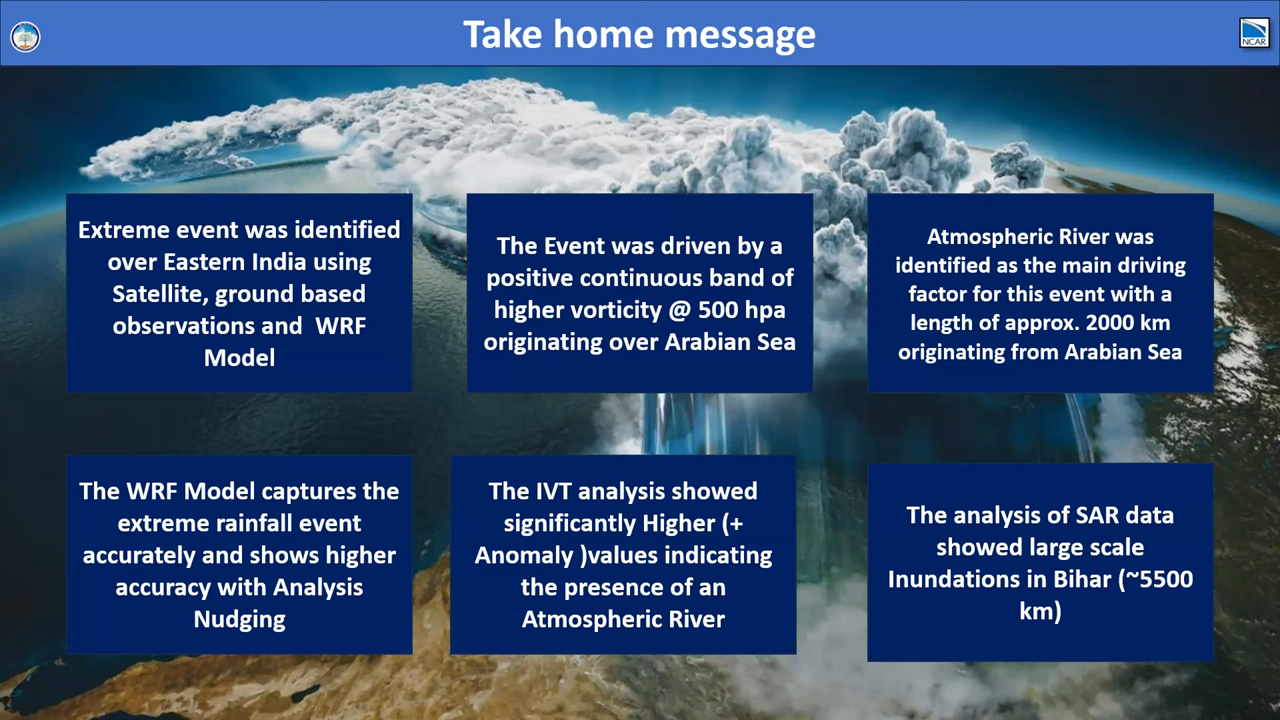 Take home message
NCAR
Extreme event was identified
over Eastern India using
Satellite, ground based
observations and  WRF
Model
The Event was driven by a
positive continuous band of
higher vorticity @ 500 hpa
originating over Arabian Sea
Atmospheric River was
identified as the main driving
factor for this event with a
length of approx. 2000 km
originating from Arabian Sea
The WRF Model captures the
extreme rainfall event
accurately and shows higher
accuracy with Analysis
Nudging
The IVT analysis showed
significantly Higher (+
Anomaly )values indicating
the presence of an
Atmospheric River
The analysis of SAR data
showed large scale
Inundations in Bihar (~5500
km)